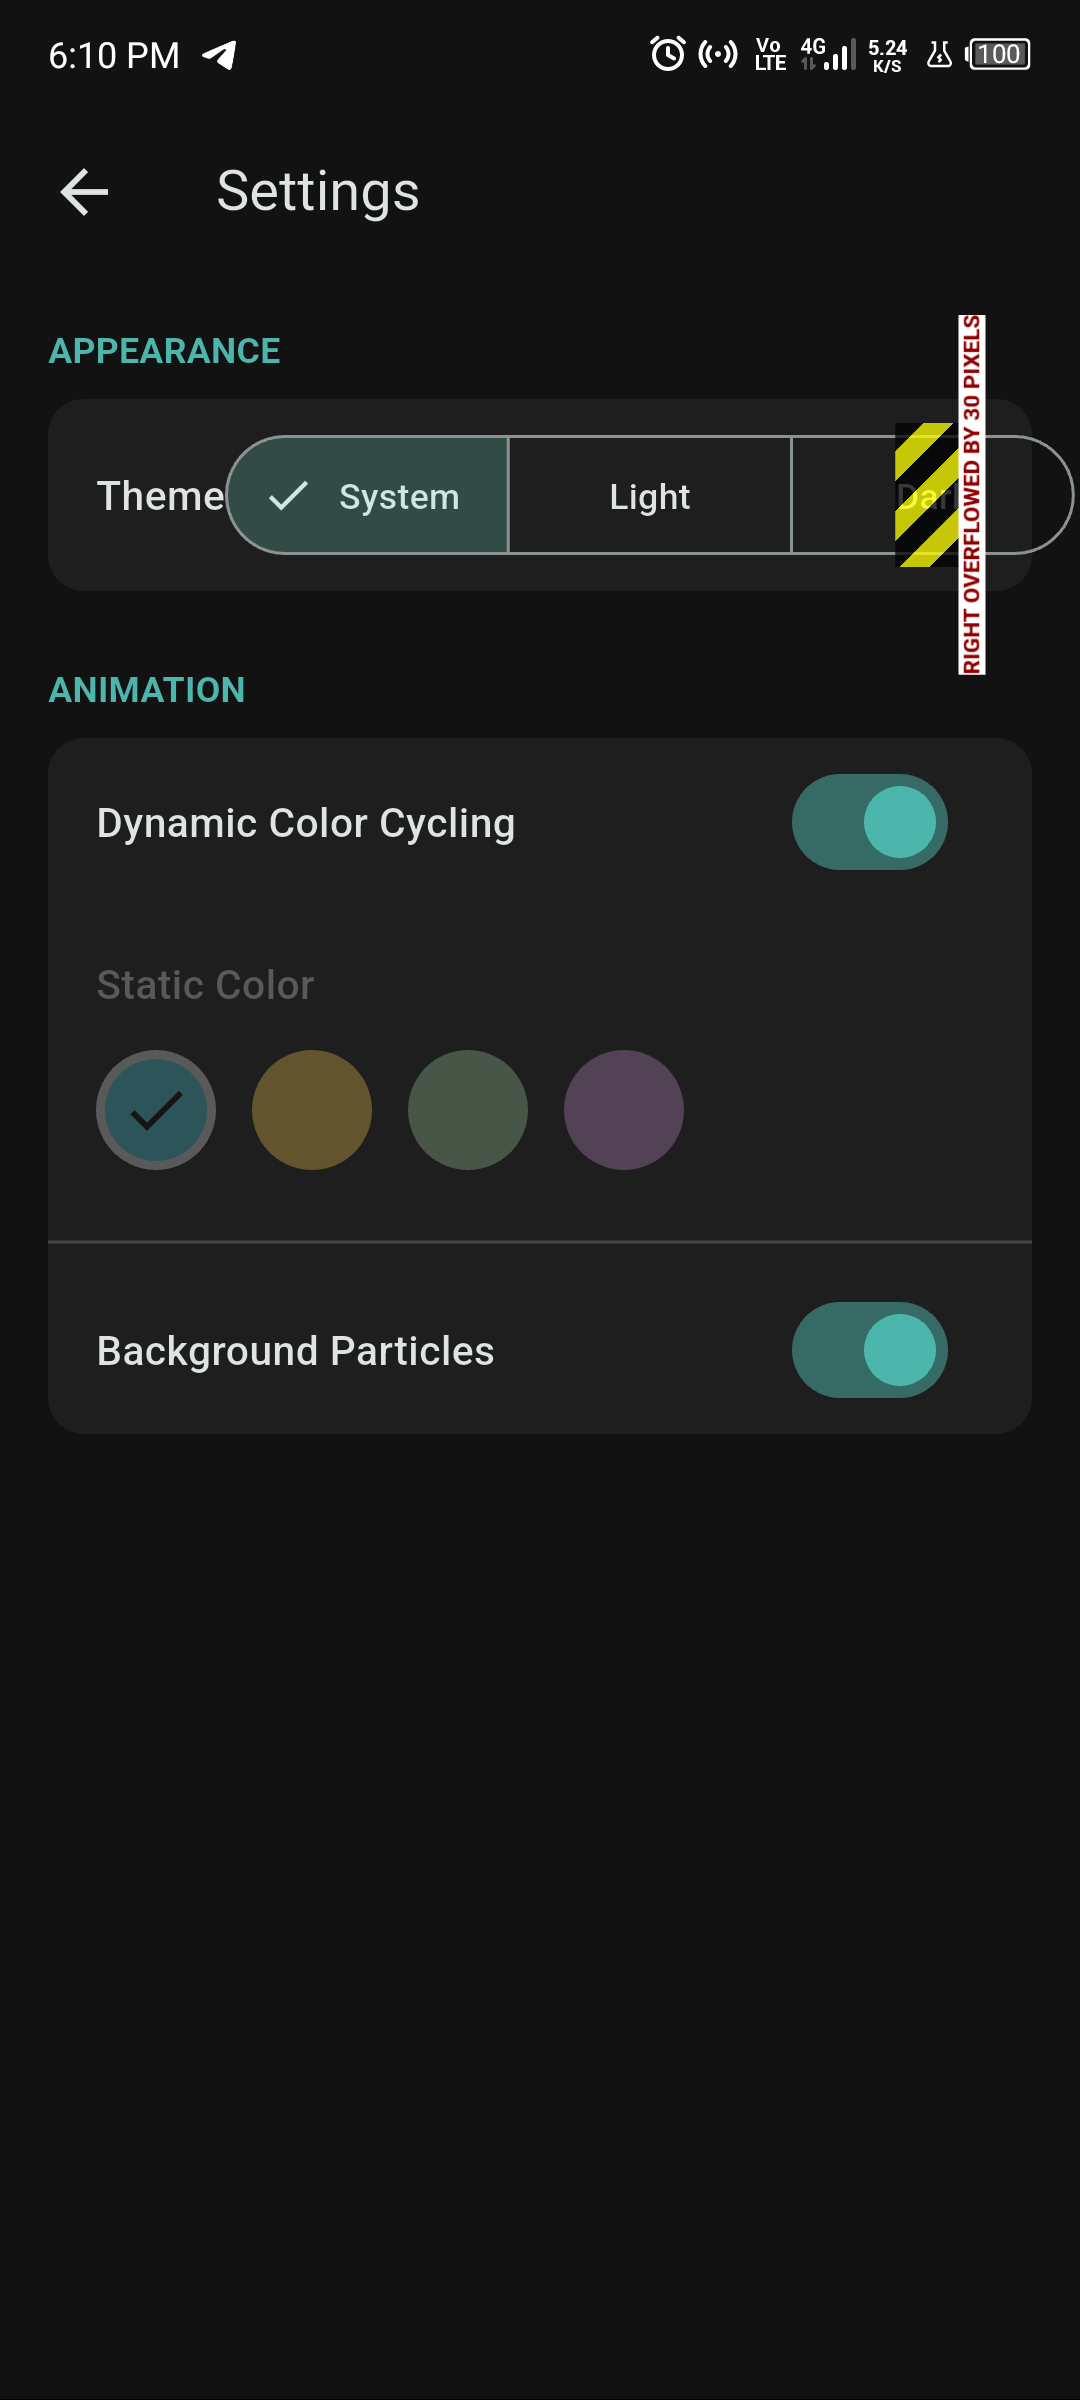 6:10 PM
Vo LTE 4G 5.24 K/S 100
Settings
APPEARANCE
Theme System Light
RIGHT OVERFLOWED BY 30 PIXELS
ANIMATION
Dynamic Color Cycling
Static Color
Background Particles